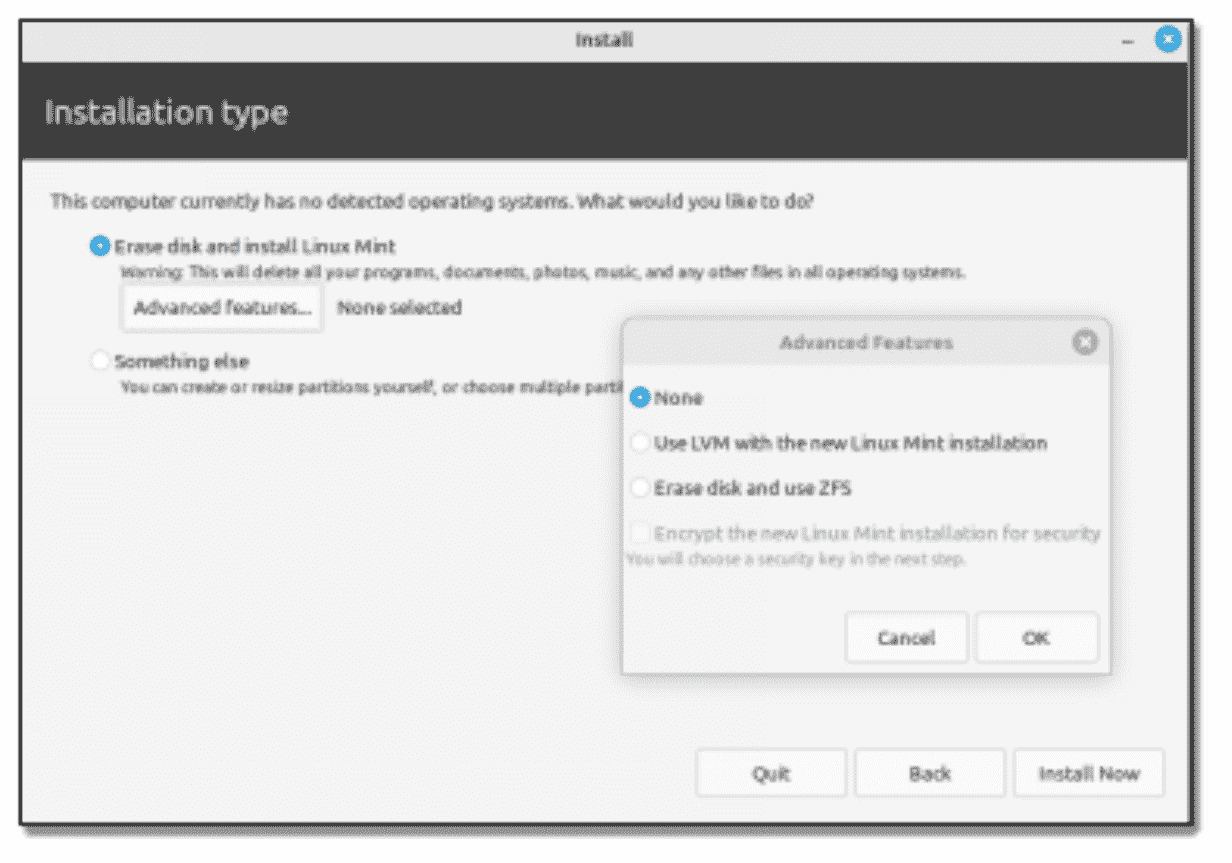 Install
Installation type
This computer currently has no detected operating systems. What would you like to do?
Erase disk and install Linux Mint
Warning: This will delete all your programs, documents, photos, music, and any other files in all operating systems.
Advanced features... None selected
Something else
You can create or resize partitions yourself, or choose multiple parti
Advanced Features
None
Use LVM with the new Linux Mint installation
Erase disk and use ZFS
Encrypt the new Linux Mint installation for security
You will choose a security key in the next step.
Cancel OK
Quit Back Install Now